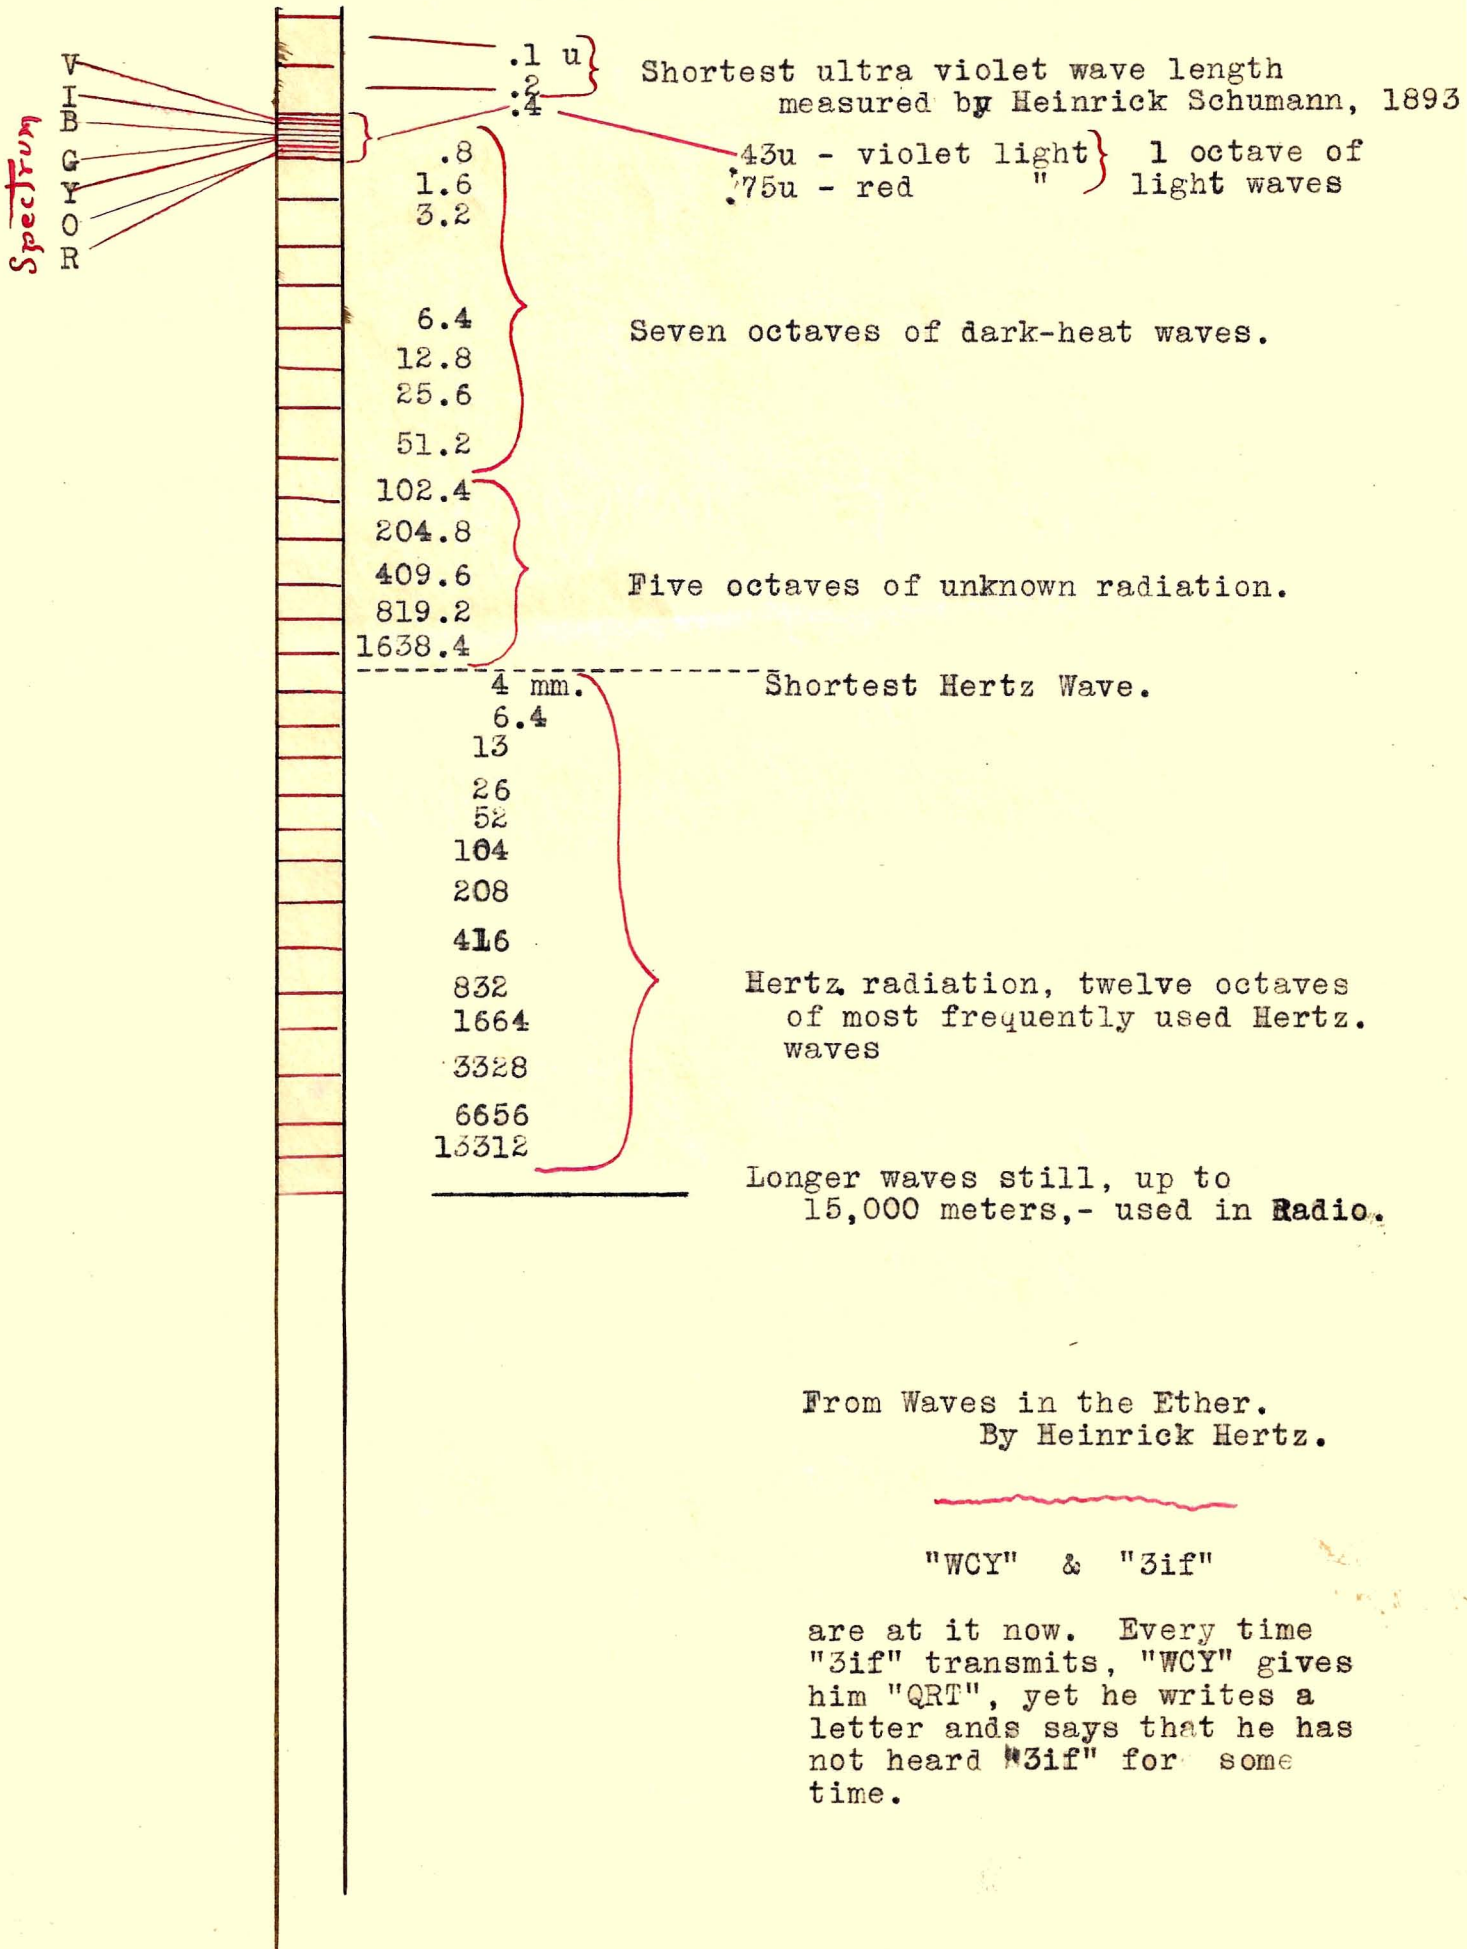 Spectrum
V
I
B
G
Y
O
R
.1 u
.2
.4
Shortest ultra violet wave length
measured by Heinrick Schumann, 1893
.43u - violet light
.75u - red "
1 octave of
light waves
.8
1.6
3.2
6.4
12.8
25.6
51.2
Seven octaves of dark-heat waves.
102.4
204.8
409.6
819.2
1638.4
Five octaves of unknown radiation.
4 mm.
Shortest Hertz Wave.
6.4
13
26
52
104
208
416
832
1664
3328
6656
13312
Hertz. radiation, twelve octaves
of most frequently used Hertz.
waves
Longer waves still, up to
15,000 meters,- used in Radio.
From Waves in the Ether.
By Heinrick Hertz.
"WCY" & "3if"
are at it now. Every time
"3if" transmits, "WCY" gives
him "QRT", yet he writes a
letter ands says that he has
not heard "3if" for some
time.